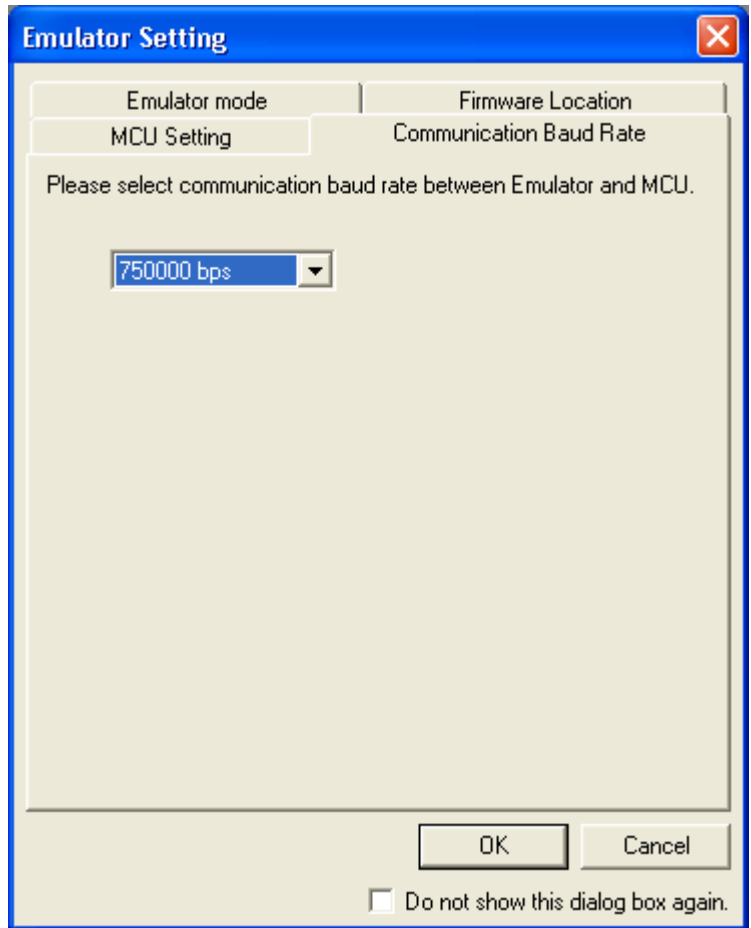 Emulator Setting
Emulator mode
Firmware Location
MCU Setting
Communication Baud Rate
Please select communication baud rate between Emulator and MCU.
750000 bps
OK
Cancel
Do not show this dialog box again.